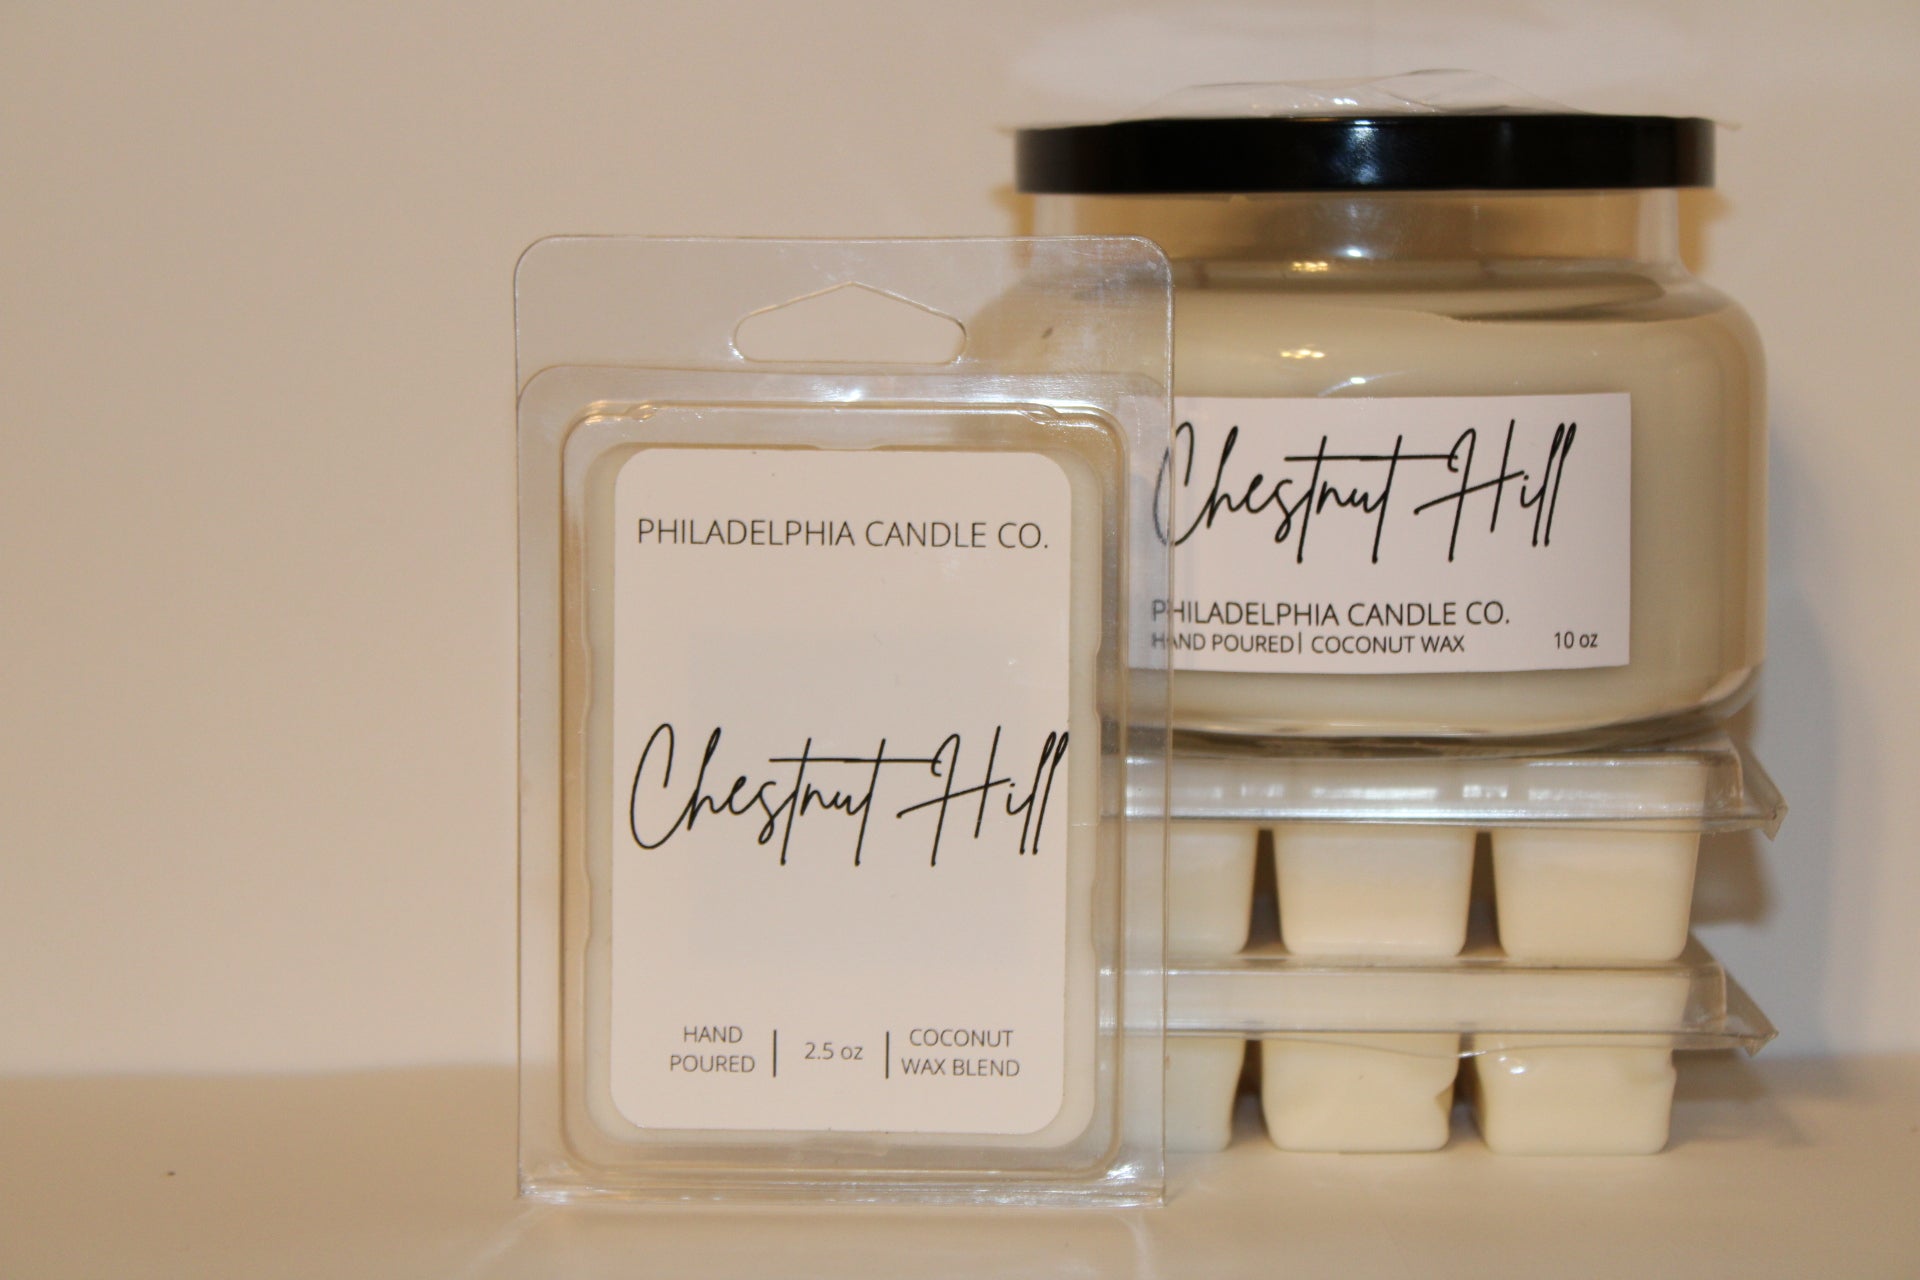 PHILADELPHIA CANDLE CO.
Chestnut Hill
HAND
POURED
2.5 oz
COCONUT
WAX BLEND
Chestnut Hill
PHILADELPHIA CANDLE CO.
HAND POURED| COCONUT WAX
10 oz